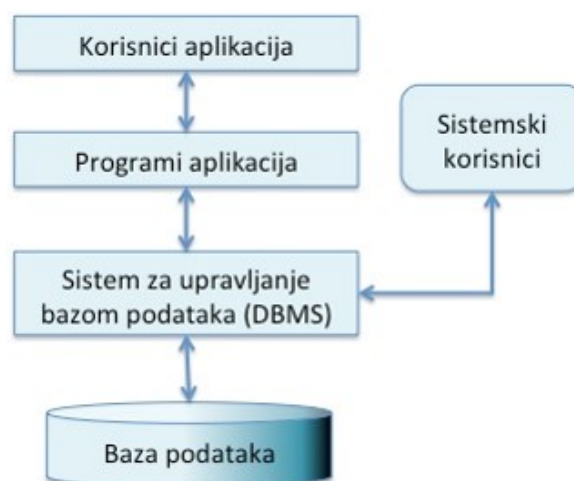 Korisnici aplikacija
Programi aplikacija
Sistemski
korisnici
Sistem za upravljanje
bazom podataka (DBMS)
Baza podataka